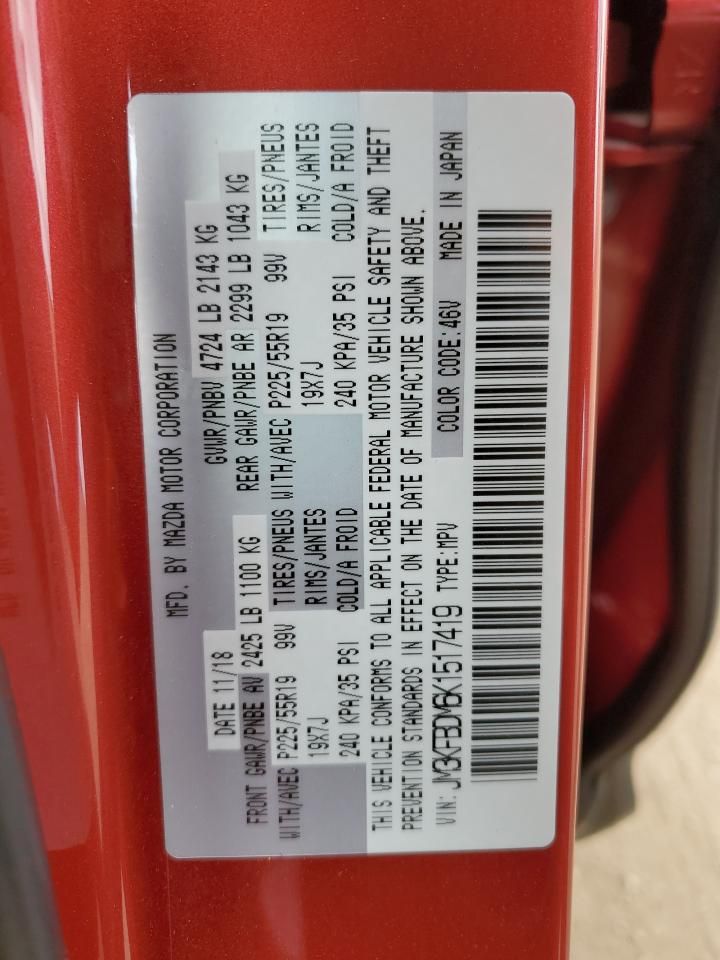 MFD. BY MAZDA MOTOR CORPORATION
DATE 11/18 GVWR/PNBV 4724 LB 2143 KG
FRONT GAWR/PNBE AV 2425 LB 1100 KG REAR GAWR/PNBE AR 2299 LB 1043 KG
WITH/AVEC P225/55R19 99V TIRES/PNEUS WITH/AVEC P225/55R19 99V TIRES/PNEUS
19X7J RIMS/JANTES 19X7J RIMS/JANTES
240 KPA/35 PSI COLD/A FROID 240 KPA/35 PSI COLD/A FROID
THIS VEHICLE CONFORMS TO ALL APPLICABLE FEDERAL MOTOR VEHICLE SAFETY AND THEFT
PREVENTION STANDARDS IN EFFECT ON THE DATE OF MANUFACTURE SHOWN ABOVE.
VIN: JM3KFBDM6K1517419 TYPE:MPV COLOR CODE:46V MADE IN JAPAN